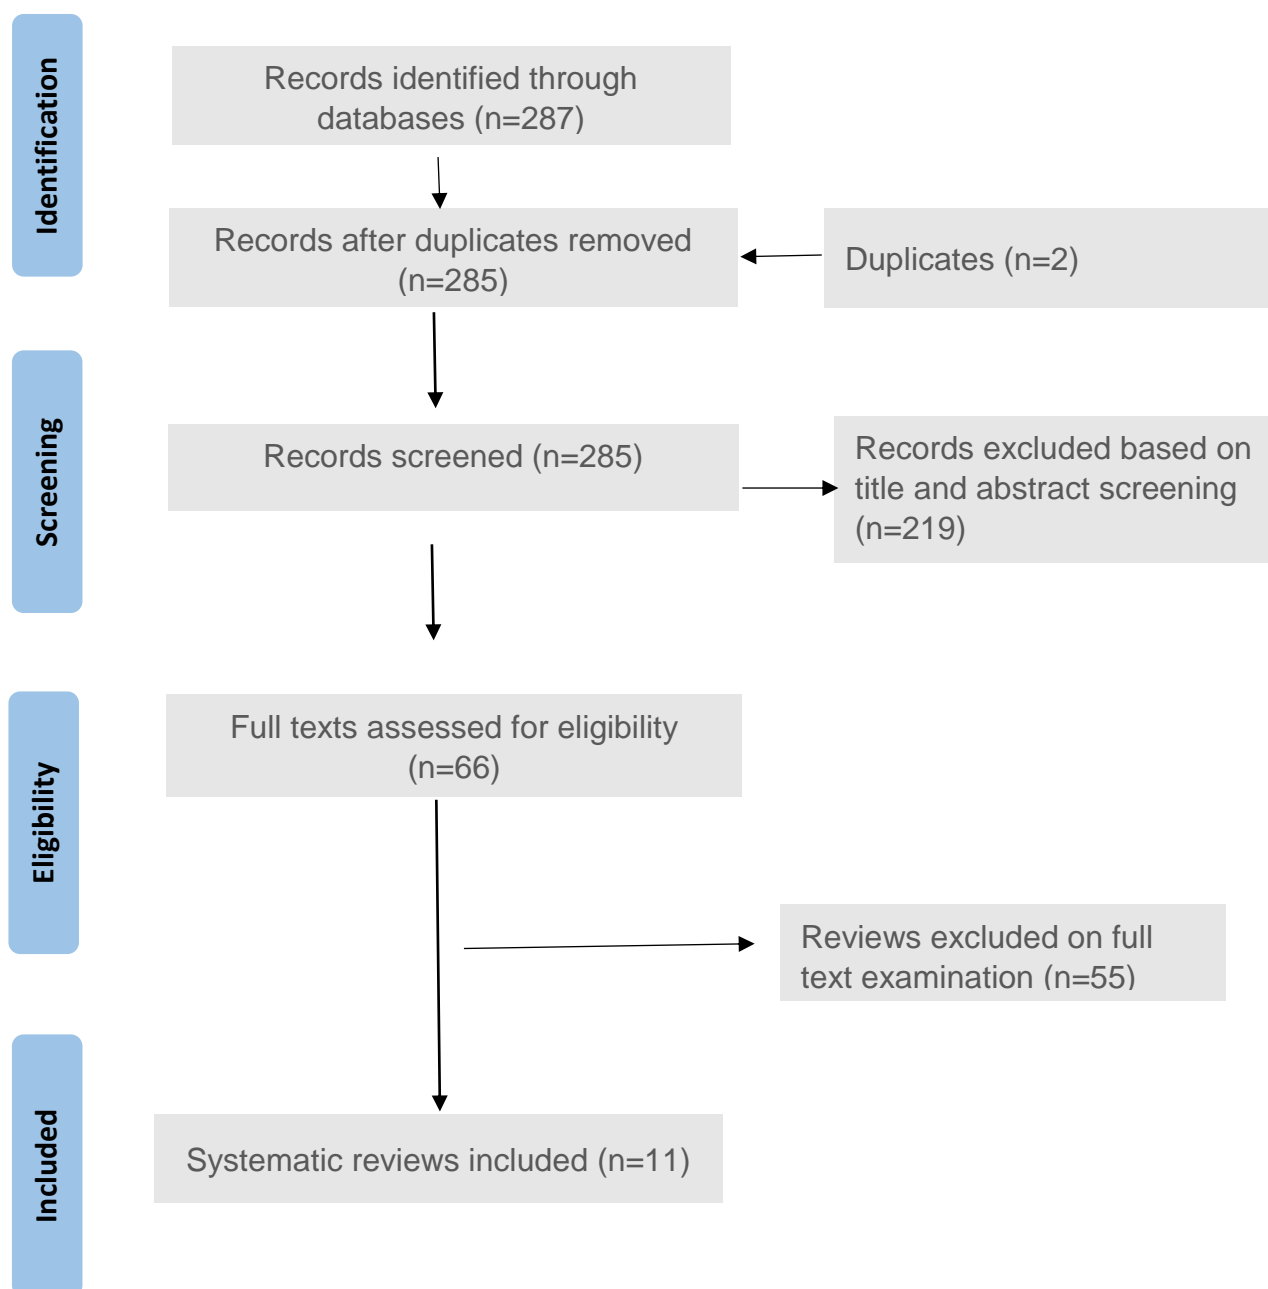 Identification
Records identified through
databases (n=287)
Records after duplicates removed
(n=285)
Duplicates (n=2)
Screening
Records screened (n=285)
Records excluded based on
title and abstract screening
(n=219)
Eligibility
Full texts assessed for eligibility
(n=66)
Reviews excluded on full
text examination (n=55)
Included
Systematic reviews included (n=11)